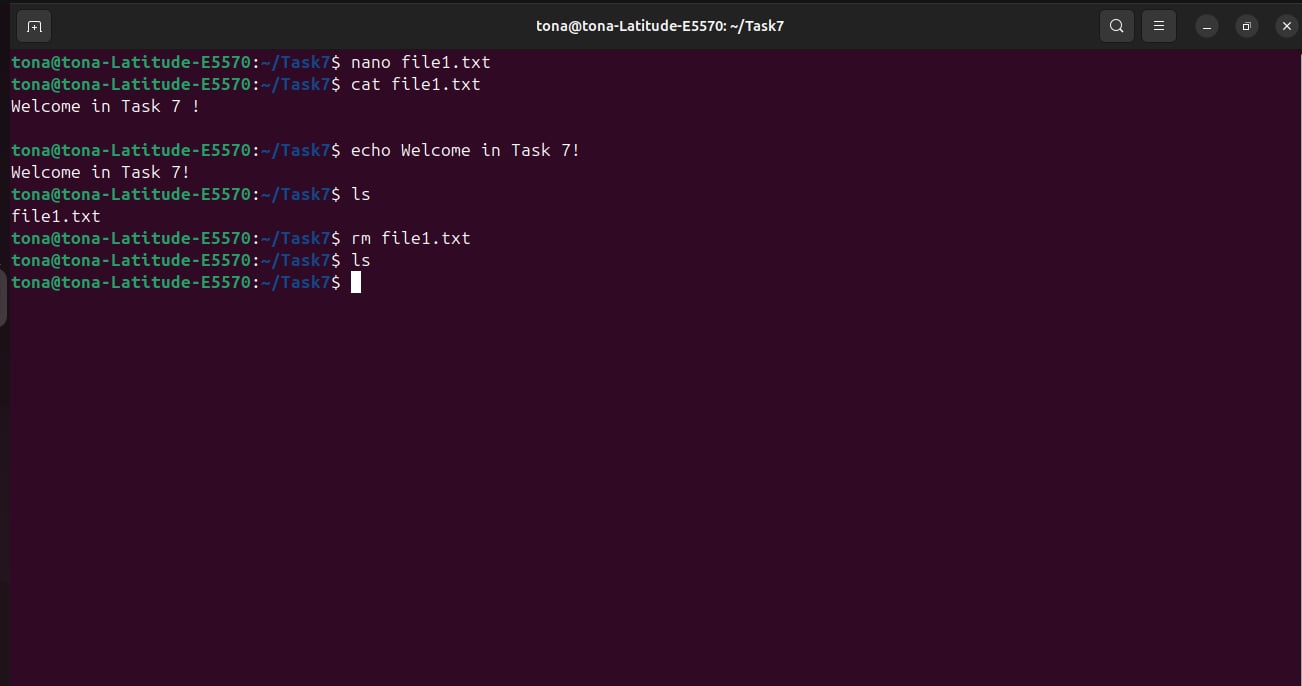 tona@tona-Latitude-E5570: ~/Task7
tona@tona-Latitude-E5570:~/Task7$ nano file1.txt
tona@tona-Latitude-E5570:~/Task7$ cat file1.txt
Welcome in Task 7 !
tona@tona-Latitude-E5570:~/Task7$ echo Welcome in Task 7!
Welcome in Task 7!
tona@tona-Latitude-E5570:~/Task7$ ls
file1.txt
tona@tona-Latitude-E5570:~/Task7$ rm file1.txt
tona@tona-Latitude-E5570:~/Task7$ ls
tona@tona-Latitude-E5570:~/Task7$